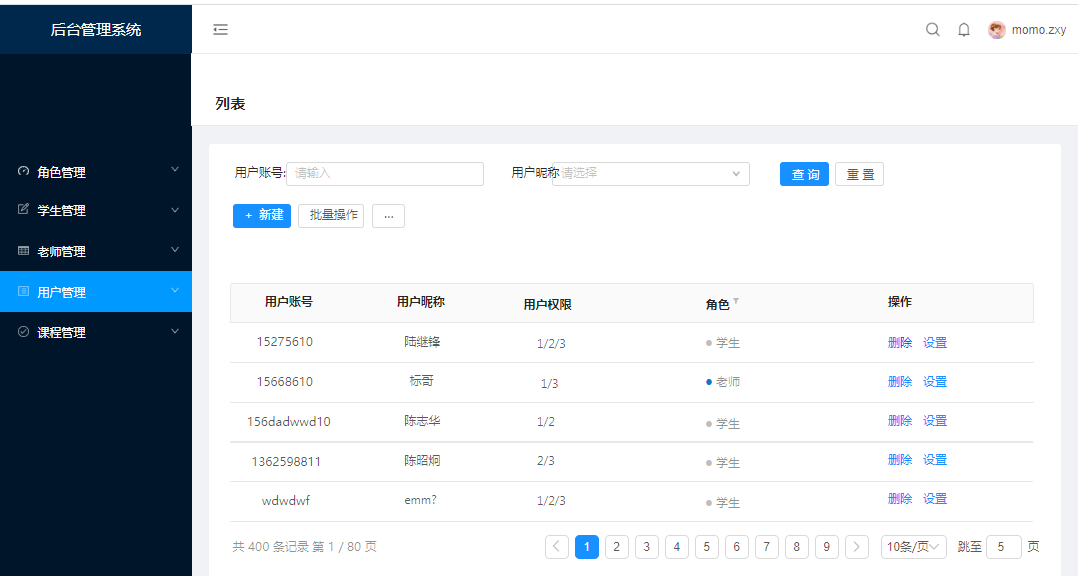 后台管理系统
momo.zxy
列表
角色管理
学生管理
老师管理
用户管理
课程管理
用户账号: 请输入 用户昵称 请选择 查 询 重 置
+ 新建 批量操作 ...
用户账号 用户昵称 用户权限 角色 操作
15275610 陆继锋 1/2/3 学生 删除 设置
15668610 标哥 1/3 老师 删除 设置
156dadwwd10 陈志华 1/2 学生 删除 设置
1362598811 陈昭炯 2/3 学生 删除 设置
wdwdwf emm? 1/2/3 学生 删除 设置
共 400 条记录 第 1 / 80 页 1 2 3 4 5 6 7 8 9 10条/页 跳至 5 页